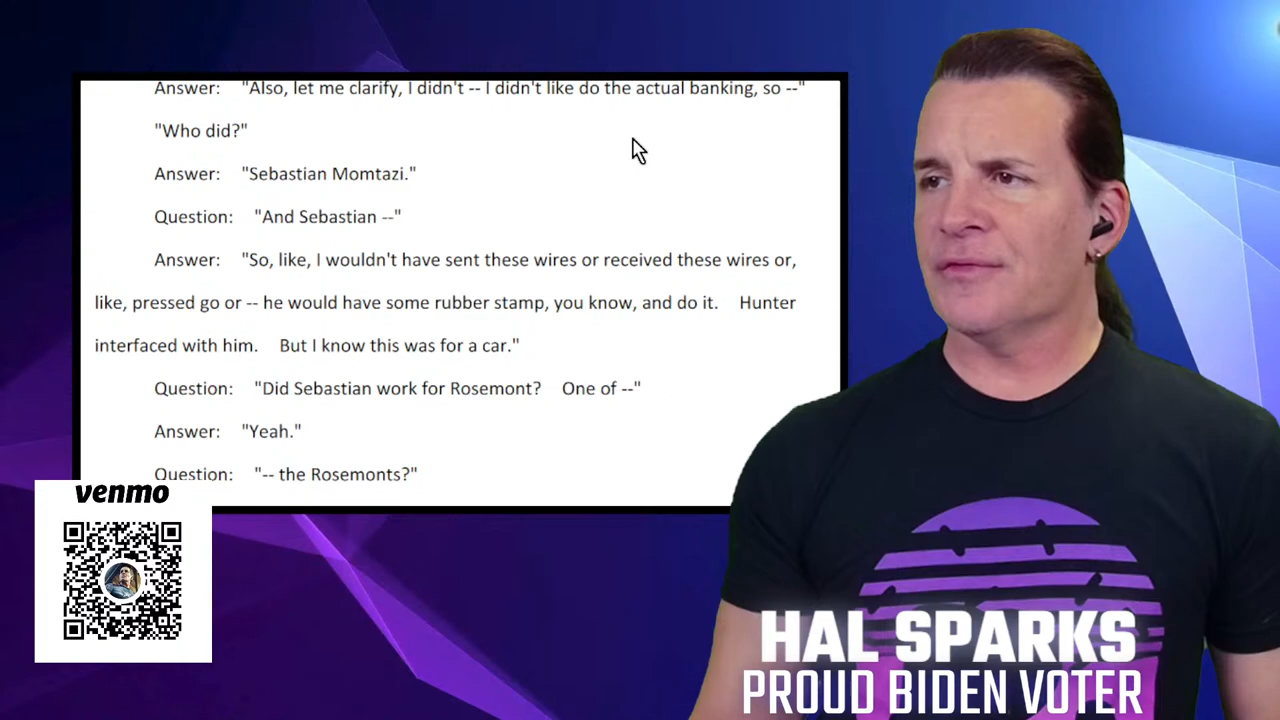 Answer: "Also, let me clarify, I didn't -- I didn't like do the actual banking, so --"
"Who did?"
Answer: "Sebastian Momtazi."
Question: "And Sebastian --"
Answer: "So, like, I wouldn't have sent these wires or received these wires or,
like, pressed go or -- he would have some rubber stamp, you know, and do it. Hunter
interfaced with him. But I know this was for a car."
Question: "Did Sebastian work for Rosemont? One of --"
Answer: "Yeah."
Question: "-- the Rosemonts?"
venmo
HAL SPARKS
PROUD BIDEN VOTER